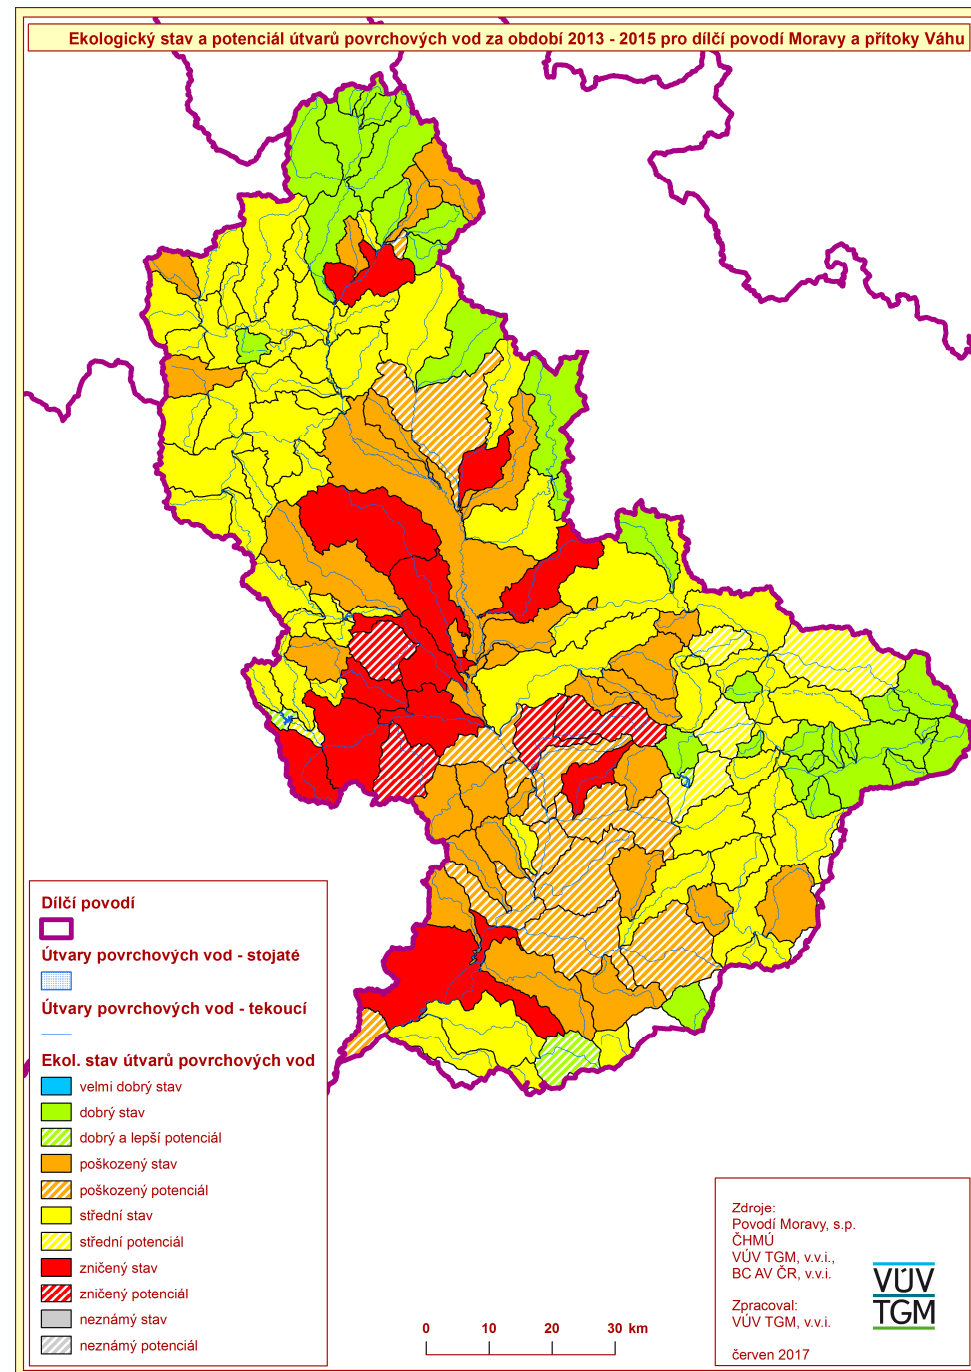 Ekologický stav a potenciál útvarů povrchových vod za období 2013 - 2015 pro dílčí povodí Moravy a přítoky Váhu
Dílčí povodí
Útvary povrchových vod - stojaté
Útvary povrchových vod - tekoucí
Ekol. stav útvarů povrchových vod
velmi dobrý stav
dobrý stav
dobrý a lepší potenciál
poškozený stav
poškozený potenciál
střední stav
střední potenciál
zničený stav
zničený potenciál
neznámý stav
neznámý potenciál
0 10 20 30 km
Zdroje:
Povodí Moravy, s.p.
ČHMÚ
VÚV TGM, v.v.i.,
BC AV ČR, v.v.i.
Zpracoval:
VÚV TGM, v.v.i.
červen 2017
VÚV
TGM